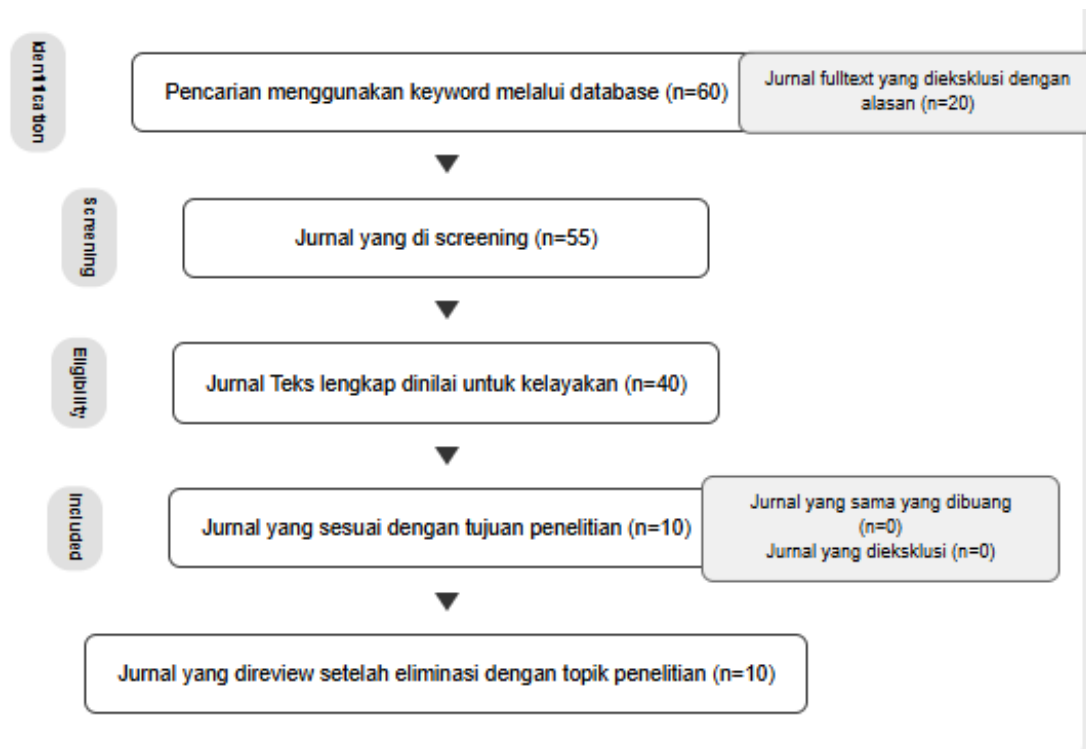 Identification
Pencarian menggunakan keyword melalui database (n=60)
Jurnal fulltext yang dieksklusi dengan
alasan (n=20)
Screening
Jurnal yang di screening (n=55)
Eligibility
Jurnal Teks lengkap dinilai untuk kelayakan (n=40)
Included
Jurnal yang sesuai dengan tujuan penelitian (n=10)
Jurnal yang sama yang dibuang
(n=0)
Jurnal yang dieksklusi (n=0)
Jurnal yang direview setelah eliminasi dengan topik penelitian (n=10)